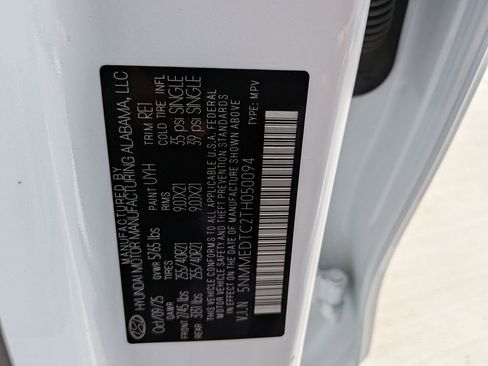 MANUFACTURED BY
HYUNDAI MOTOR MANUFACTURING ALABAMA, LLC
Oct/09/25 GVWR 5765 lbs PAINT UYH TRIM RET
GAWR TIRES RIMS COLD TIRE INFL
FRONT 2745 lbs 255/40R21 9.0JX21 35 psi SINGLE
REAR 3131 lbs 255/40R21 9.0JX21 39 psi SINGLE
THIS VEHICLE CONFORMS TO ALL APPLICABLE U.S.A. FEDERAL
MOTOR VEHICLE SAFETY AND THEFT PREVENTION STANDARDS
IN EFFECT ON THE DATE OF MANUFACTURE SHOWN ABOVE.
V.I.N 5NMMEDTC2TH050094 TYPE: MPV